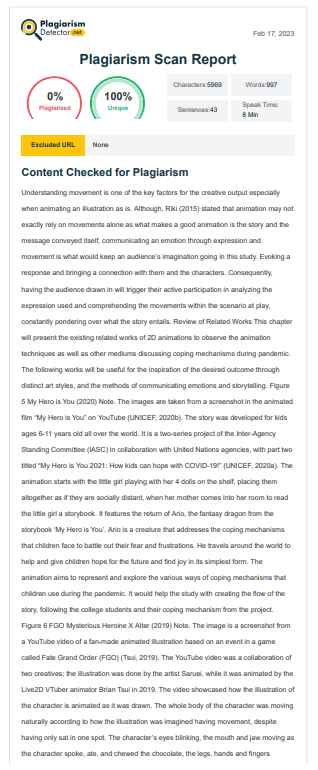 Plagiarism
Detector.net
Feb 17, 2023
Plagiarism Scan Report
0%
Plagiarized
100%
Unique
Characters:5969
Words:997
Sentences:43
Speak Time:
8 Min
Excluded URL
None
Content Checked for Plagiarism
Understanding movement is one of the key factors for the creative output especially
when animating an illustration as is. Although, Riki (2015) stated that animation may not
exactly rely on movements alone as what makes a good animation is the story and the
message conveyed itself, communicating an emotion through expression and
movement is what would keep an audience's imagination going in this study. Evoking a
response and bringing a connection with them and the characters. Consequently,
having the audience drawn in will trigger their active participation in analyzing the
expression used and comprehending the movements within the scenario at play,
constantly pondering over what the story entails. Review of Related Works This chapter
will present the existing related works of 2D animations to observe the animation
techniques as well as other mediums discussing coping mechanisms during pandemic.
The following works will be useful for the inspiration of the desired outcome through
distinct art styles, and the methods of communicating emotions and storytelling. Figure
5 My Hero is You (2020) Note. The images are taken from a screenshot in the animated
film “My Hero is You” on YouTube (UNICEF, 2020b). The story was developed for kids
ages 6-11 years old all over the world. It is a two-series project of the Inter-Agency
Standing Committee (IASC) in collaboration with United Nations agencies, with part two
titled “My Hero is You 2021: How kids can hope with COVID-19!” (UNICEF, 2020a). The
animation starts with the little girl playing with her 4 dolls on the shelf, placing them
altogether as if they are socially distant, when her mother comes into her room to read
the little girl a storybook. It features the return of Ario, the fantasy dragon from the
storybook ‘My Hero is You’. Ario is a creature that addresses the coping mechanisms
that children face to battle out their fear and frustrations. He travels around the world to
help and give children hope for the future and find joy in its simplest form. The
animation aims to represent and explore the various ways of coping mechanisms that
children use during the pandemic. It would help the study with creating the flow of the
story, following the college students and their coping mechanism from the project.
Figure 6 FGO Mysterious Heroine X Alter (2019) Note. The image is a screenshot from
a YouTube video of a fan-made animated illustration based on an event in a game
called Fate Grand Order (FGO) (Tsui, 2019). The YouTube video was a collaboration of
two creatives; the illustration was done by the artist Saruei, while it was animated by the
Live2D VTuber animator Brian Tsui in 2019. The video showcased how the illustration of
the character is animated as it was drawn. The whole body of the character was moving
naturally according to how the illustration was imagined having movement, despite
having only sat in one spot. The character's eyes blinking, the mouth and jaw moving as
the character spoke, ate, and chewed the chocolate, the legs, hands and fingers